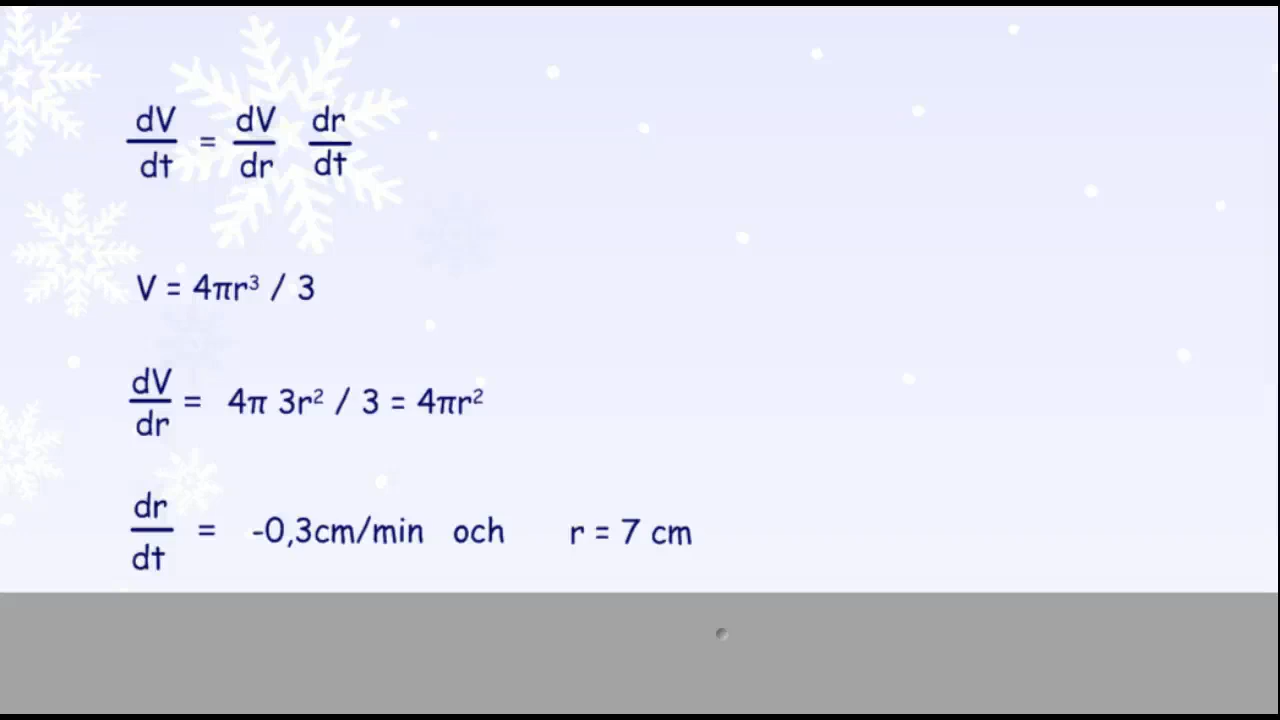 dV/dt = dV/dr dr/dt
V = 4πr³ / 3
dV/dr = 4π 3r² / 3 = 4πr²
dr/dt = -0,3cm/min och r = 7 cm